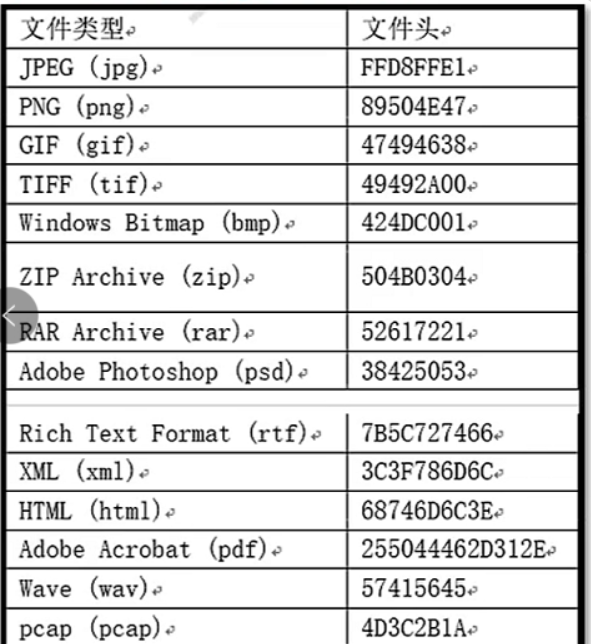 文件类型 文件头
JPEG (jpg) FFD8FFE1
PNG (png) 89504E47
GIF (gif) 47494638
TIFF (tif) 49492A00
Windows Bitmap (bmp) 424DC001
ZIP Archive (zip) 504B0304
RAR Archive (rar) 52617221
Adobe Photoshop (psd) 38425053
Rich Text Format (rtf) 7B5C727466
XML (xml) 3C3F786D6C
HTML (html) 68746D6C3E
Adobe Acrobat (pdf) 255044462D312E
Wave (wav) 57415645
pcap (pcap) 4D3C2B1A